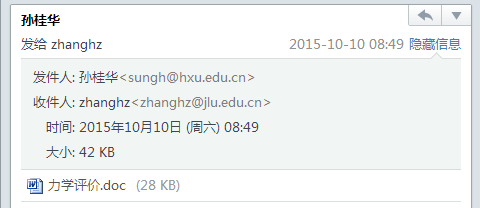 孙桂华
发给 zhanghz 2015-10-10 08:49 隐藏信息
发件人: 孙桂华<sungh@hxu.edu.cn>
收件人: zhanghz<zhanghz@jlu.edu.cn>
时间: 2015年10月10日 (周六) 08:49
大小: 42 KB
力学评价.doc (28 KB)